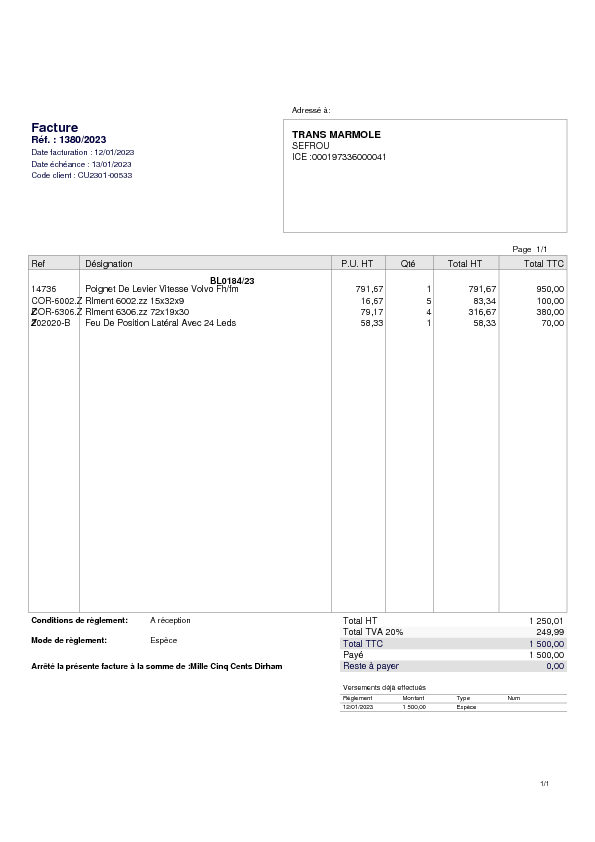 Adressé à:
Facture
Réf. : 1380/2023
Date facturation : 12/01/2023
Date échéance : 13/01/2023
Code client : CU2301-00533
TRANS MARMOLE
SEFROU
ICE :000197336000041
Page 1/1
Ref Désignation P.U. HT Qté Total HT Total TTC
BL0184/23
14736 Poignet De Levier Vitesse Volvo Fh/fm 791,67 1 791,67 950,00
COR-6002.Z Rlment 6002.zz 15x32x9 16,67 5 83,34 100,00
COR-6306.Z Rlment 6306.zz 72x19x30 79,17 4 316,67 380,00
202020-B Feu De Position Latéral Avec 24 Leds 58,33 1 58,33 70,00
Conditions de règlement: A réception
Mode de règlement: Espèce
Arrêté la présente facture à la somme de :Mille Cinq Cents Dirham
Total HT 1 250,01
Total TVA 20% 249,99
Total TTC 1 500,00
Payé 1 500,00
Reste à payer 0,00
Versements déjà effectués
Règlement Montant Type Num
12/01/2023 1 500,00 Espèce
1/1